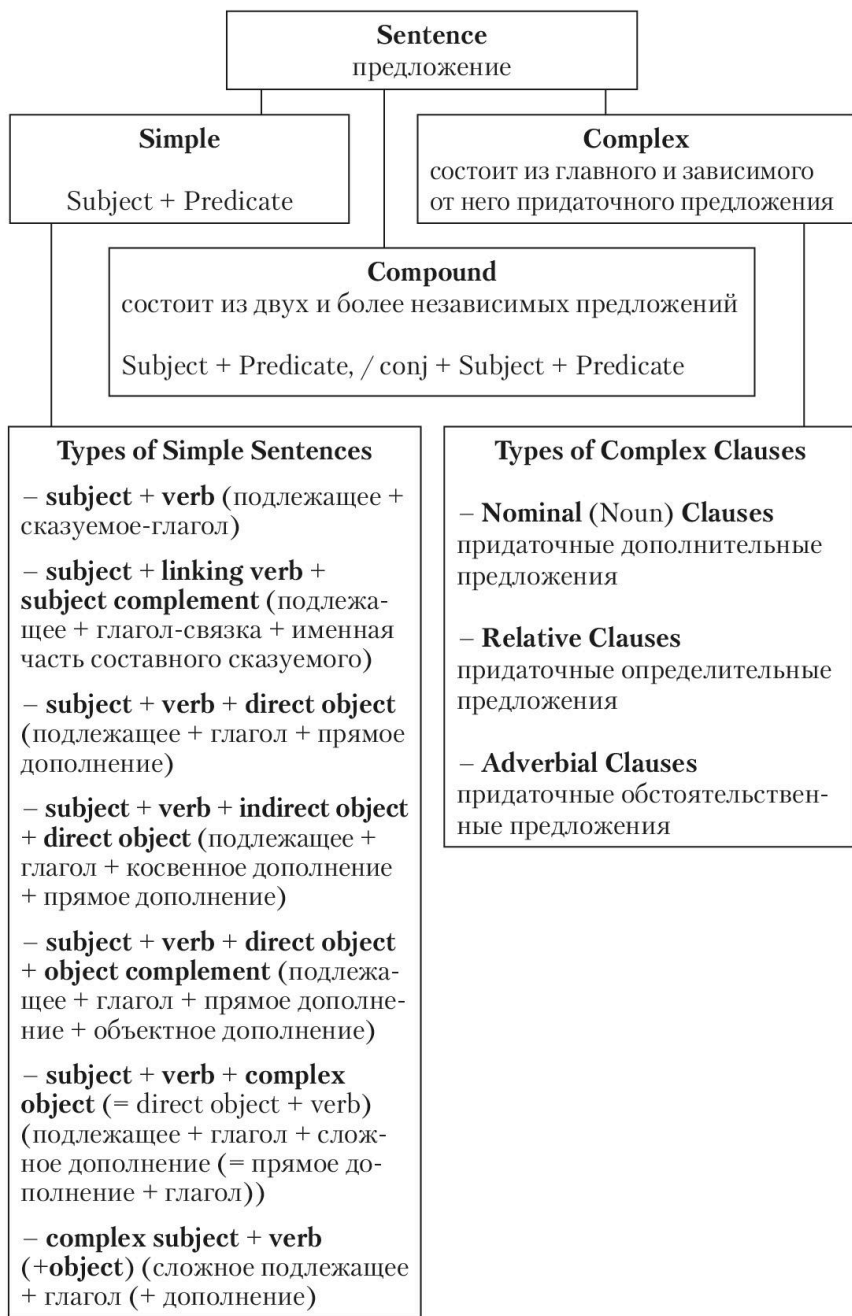 Sentence
предложение
Simple
Subject + Predicate
Complex
состоит из главного и зависимого
от него придаточного предложения
Compound
состоит из двух и более независимых предложений
Subject + Predicate, / conj + Subject + Predicate
Types of Simple Sentences
– subject + verb (подлежащее +
сказуемое-глагол)
– subject + linking verb +
subject complement (подлежа-
щее + глагол-связка + именная
часть составного сказуемого)
– subject + verb + direct object
(подлежащее + глагол + прямое
дополнение)
– subject + verb + indirect object
+ direct object (подлежащее +
глагол + косвенное дополнение
+ прямое дополнение)
– subject + verb + direct object
+ object complement (подлежа-
щее + глагол + прямое дополне-
ние + объектное дополнение)
– subject + verb + complex
object (= direct object + verb)
(подлежащее + глагол + слож-
ное дополнение (= прямое до-
полнение + глагол))
– complex subject + verb
(+object) (сложное подлежащее
+ глагол (+ дополнение)
Types of Complex Clauses
– Nominal (Noun) Clauses
придаточные дополнительные
предложения
– Relative Clauses
придаточные определительные
предложения
– Adverbial Clauses
придаточные обстоятельствен-
ные предложения